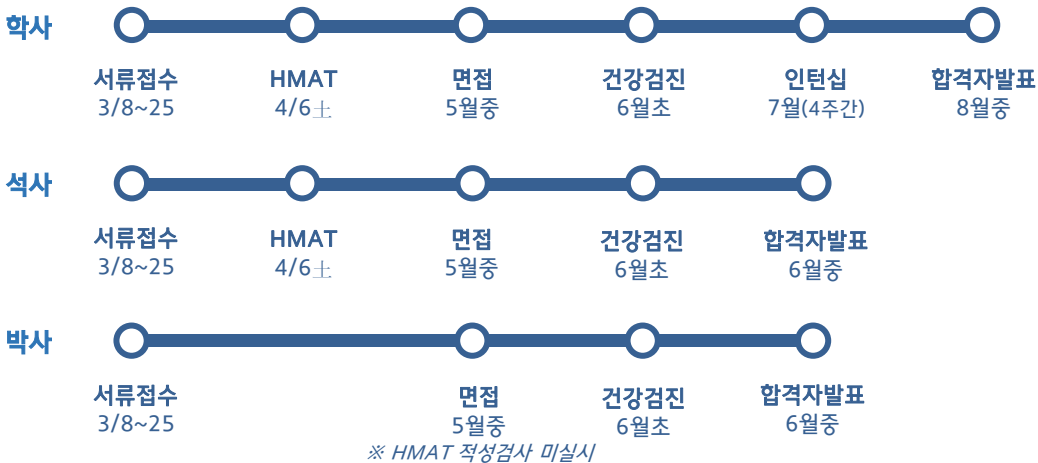 학사
서류접수 HMAT 면접 건강검진 인턴십 합격자발표
3/8~25 4/6土 5월중 6월초 7월(4주간) 8월중
석사
서류접수 HMAT 면접 건강검진 합격자발표
3/8~25 4/6土 5월중 6월초 6월중
박사
서류접수 면접 건강검진 합격자발표
3/8~25 5월중 6월초 6월중
※ HMAT 적성검사 미실시